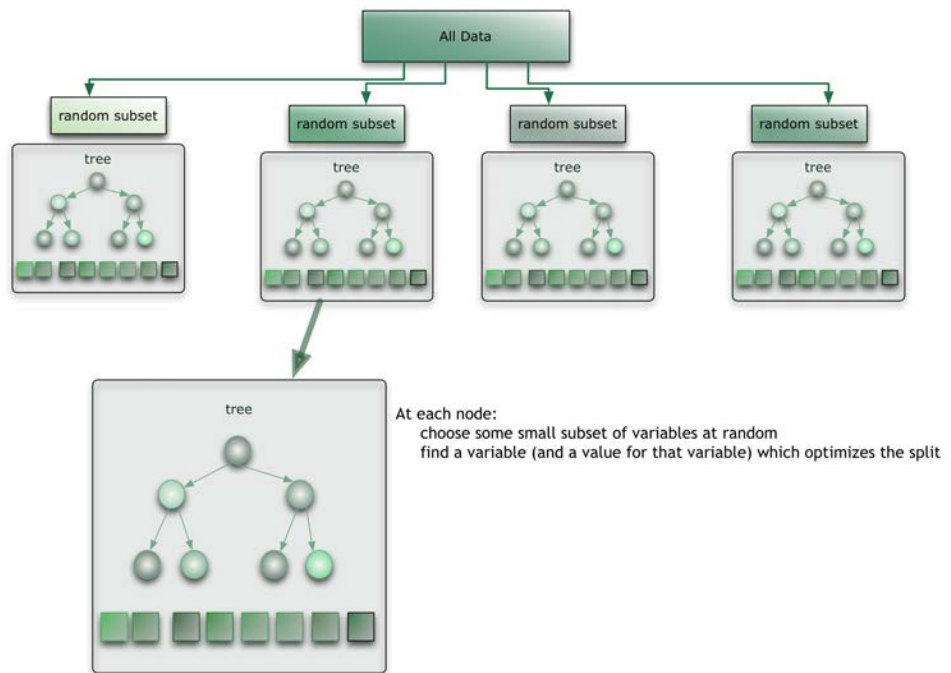 All Data
random subset
random subset
random subset
random subset
tree
tree
tree
tree
tree
At each node:
choose some small subset of variables at random
find a variable (and a value for that variable) which optimizes the split